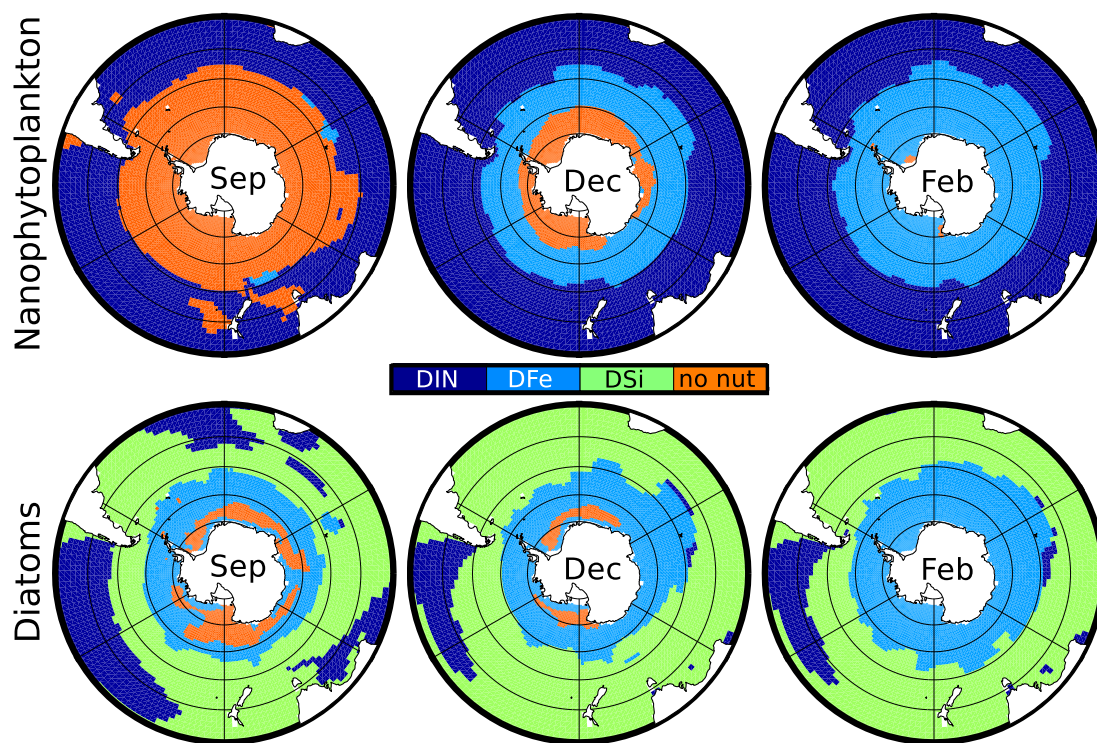 Nanophytoplankton
Sep
Dec
Feb
DIN DFe DSi no nut
Diatoms
Sep
Dec
Feb